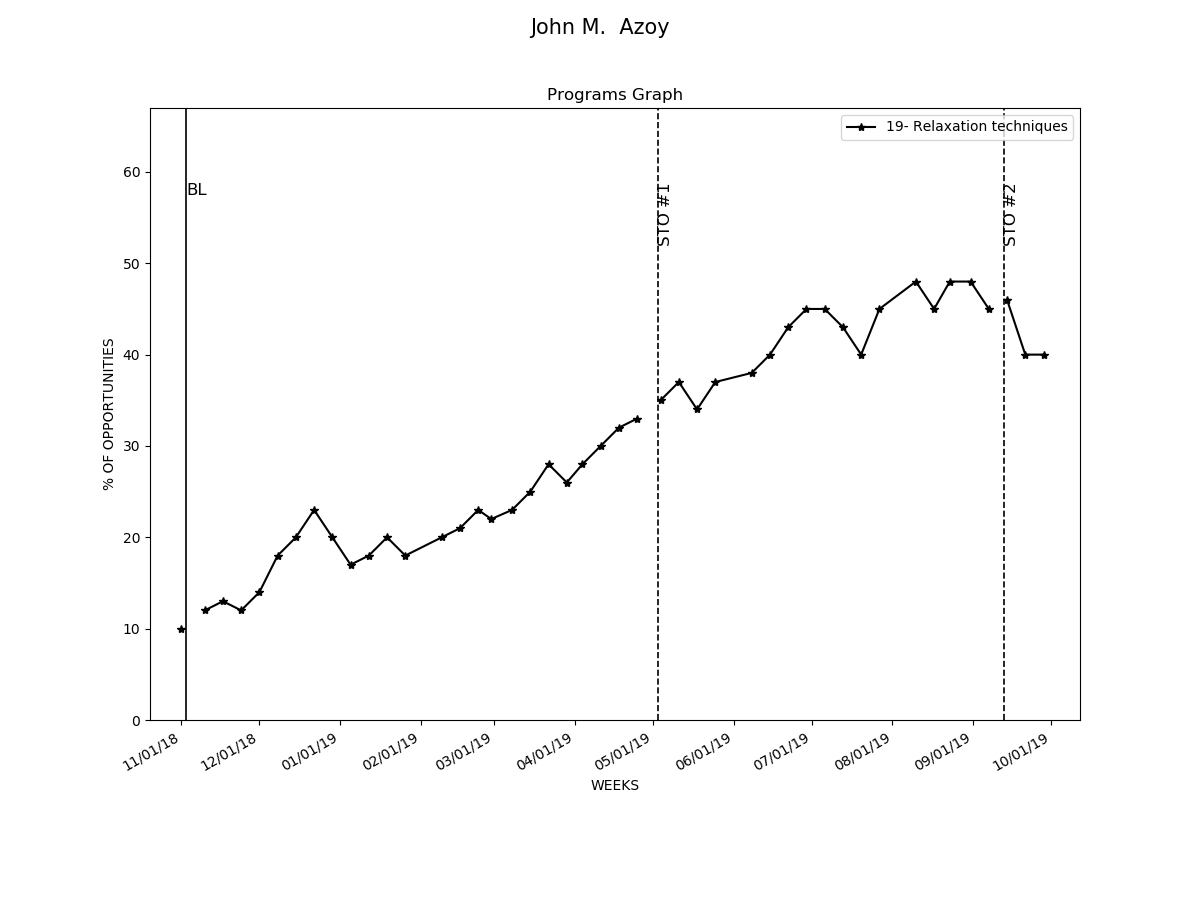 John M.  Azoy
Programs Graph
19- Relaxation techniques
BL
STO #1
STO #2
% OF OPPORTUNITIES
60
50
40
30
20
10
0
11/01/18
12/01/18
01/01/19
02/01/19
03/01/19
04/01/19
05/01/19
06/01/19
07/01/19
08/01/19
09/01/19
10/01/19
WEEKS